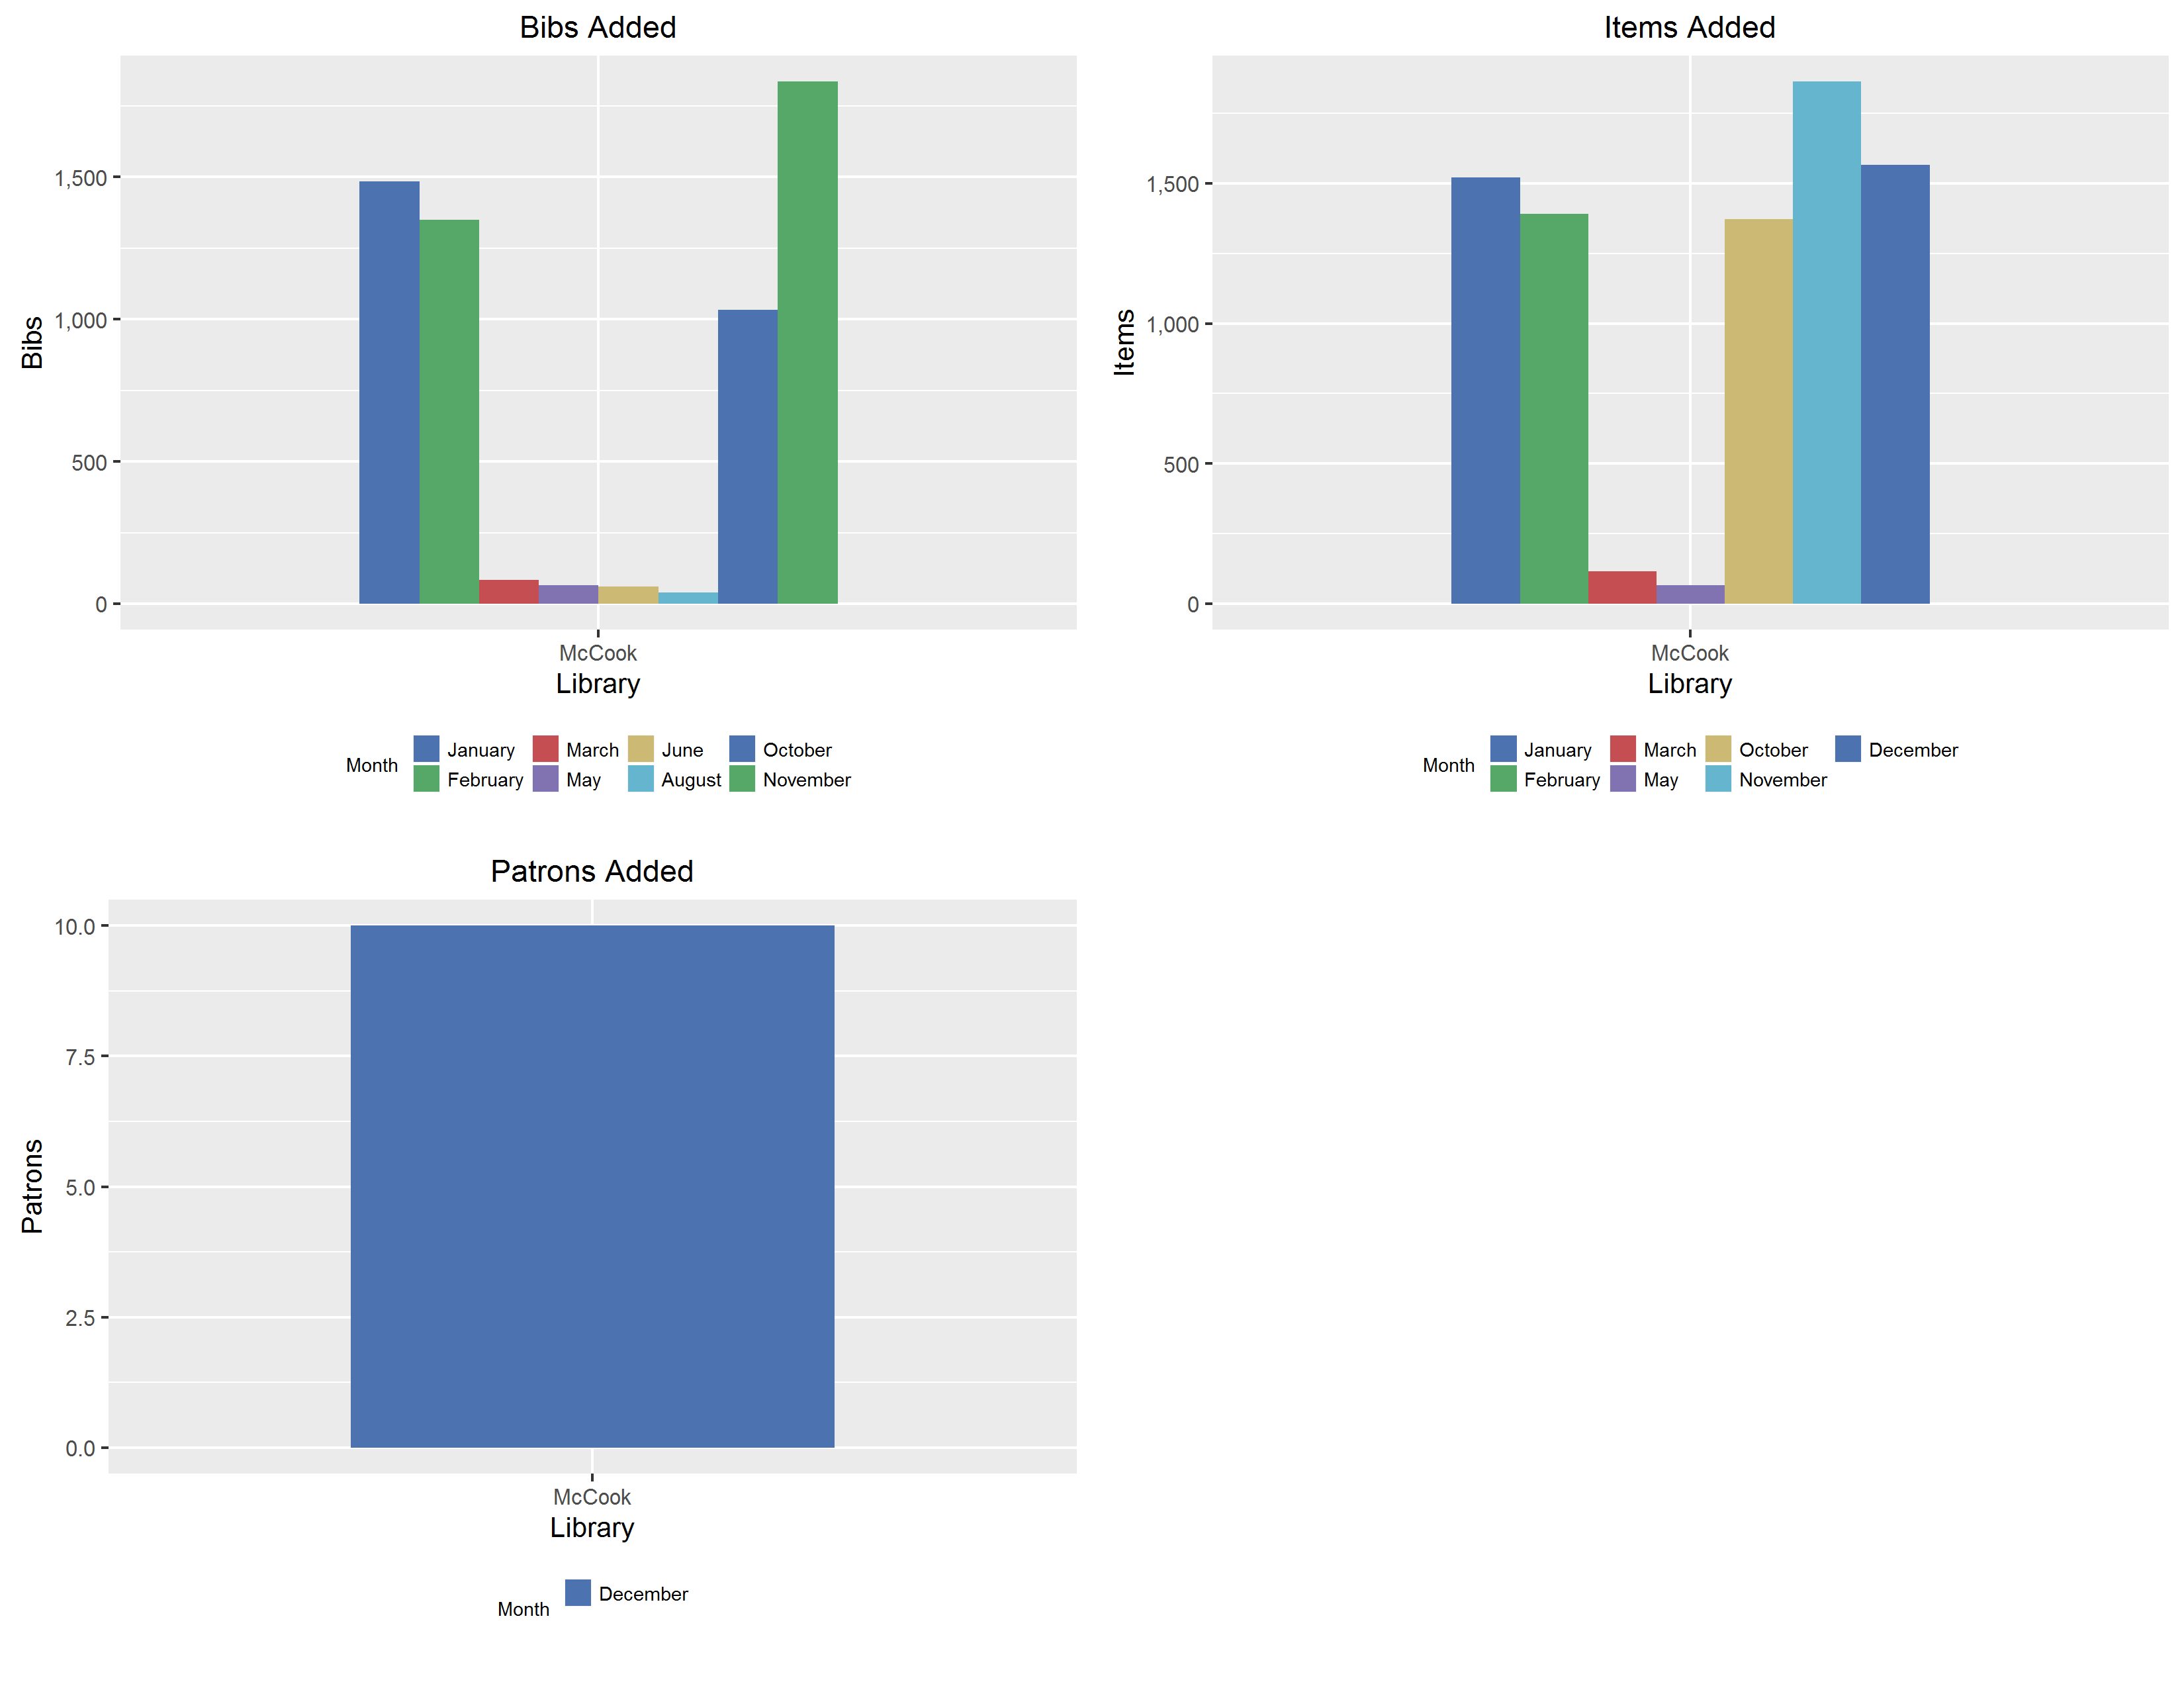 Bibs Added
1,500
1,000
500
0
Bibs
McCook
Library
Month
January March June October
February May August November
Items Added
1,500
1,000
500
0
Items
McCook
Library
Month
January March October December
February May November
Patrons Added
10.0
7.5
5.0
2.5
0.0
Patrons
McCook
Library
Month
December